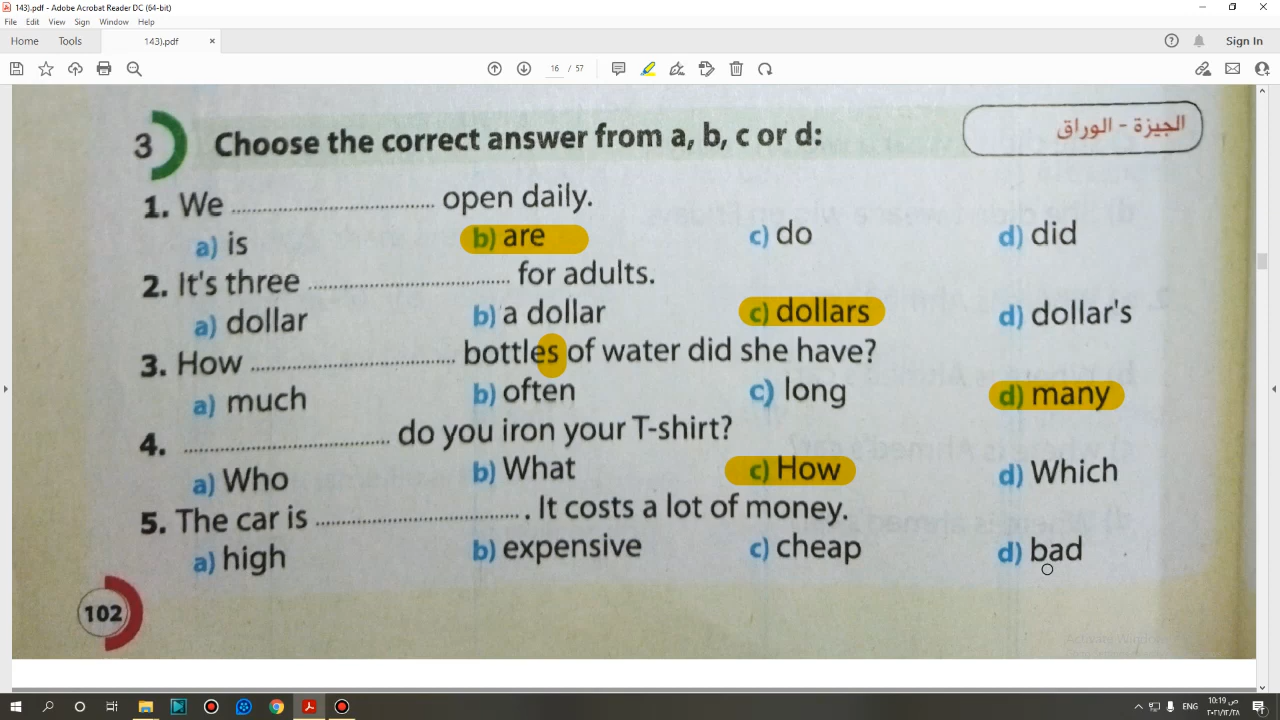 143).pdf - Adobe Acrobat Reader DC (64-bit)
File Edit View Sign Window Help
Home Tools 143).pdf × Sign In
16 / 57
3 Choose the correct answer from a, b, c or d: الجيزة - الوراق
1. We .................................. open daily.
a) is b) are c) do d) did
2. It's three .................................. for adults.
a) dollar b) a dollar c) dollars d) dollar's
3. How .................................. bottles of water did she have?
a) much b) often c) long d) many
4. .................................. do you iron your T-shirt?
a) Who b) What c) How d) Which
5. The car is .................................. . It costs a lot of money.
a) high b) expensive c) cheap d) bad
102
ENG 10:19 ص
٢٠٢١/١٢/٢٨